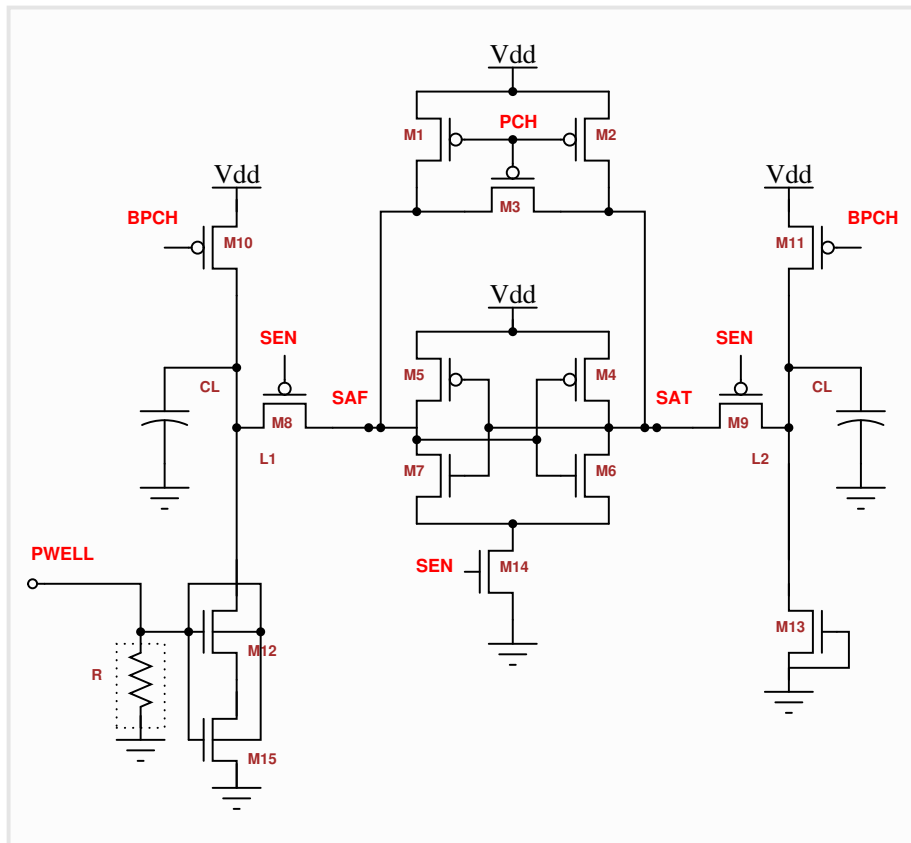 Vdd
M1
PCH
M2
Vdd
Vdd
M3
BPCH
BPCH
M10
M11
Vdd
SEN
SEN
M5
M4
CL
SAF
SAT
CL
M8
M9
L1
L2
M7
M6
PWELL
SEN
M14
M13
M12
R
M15